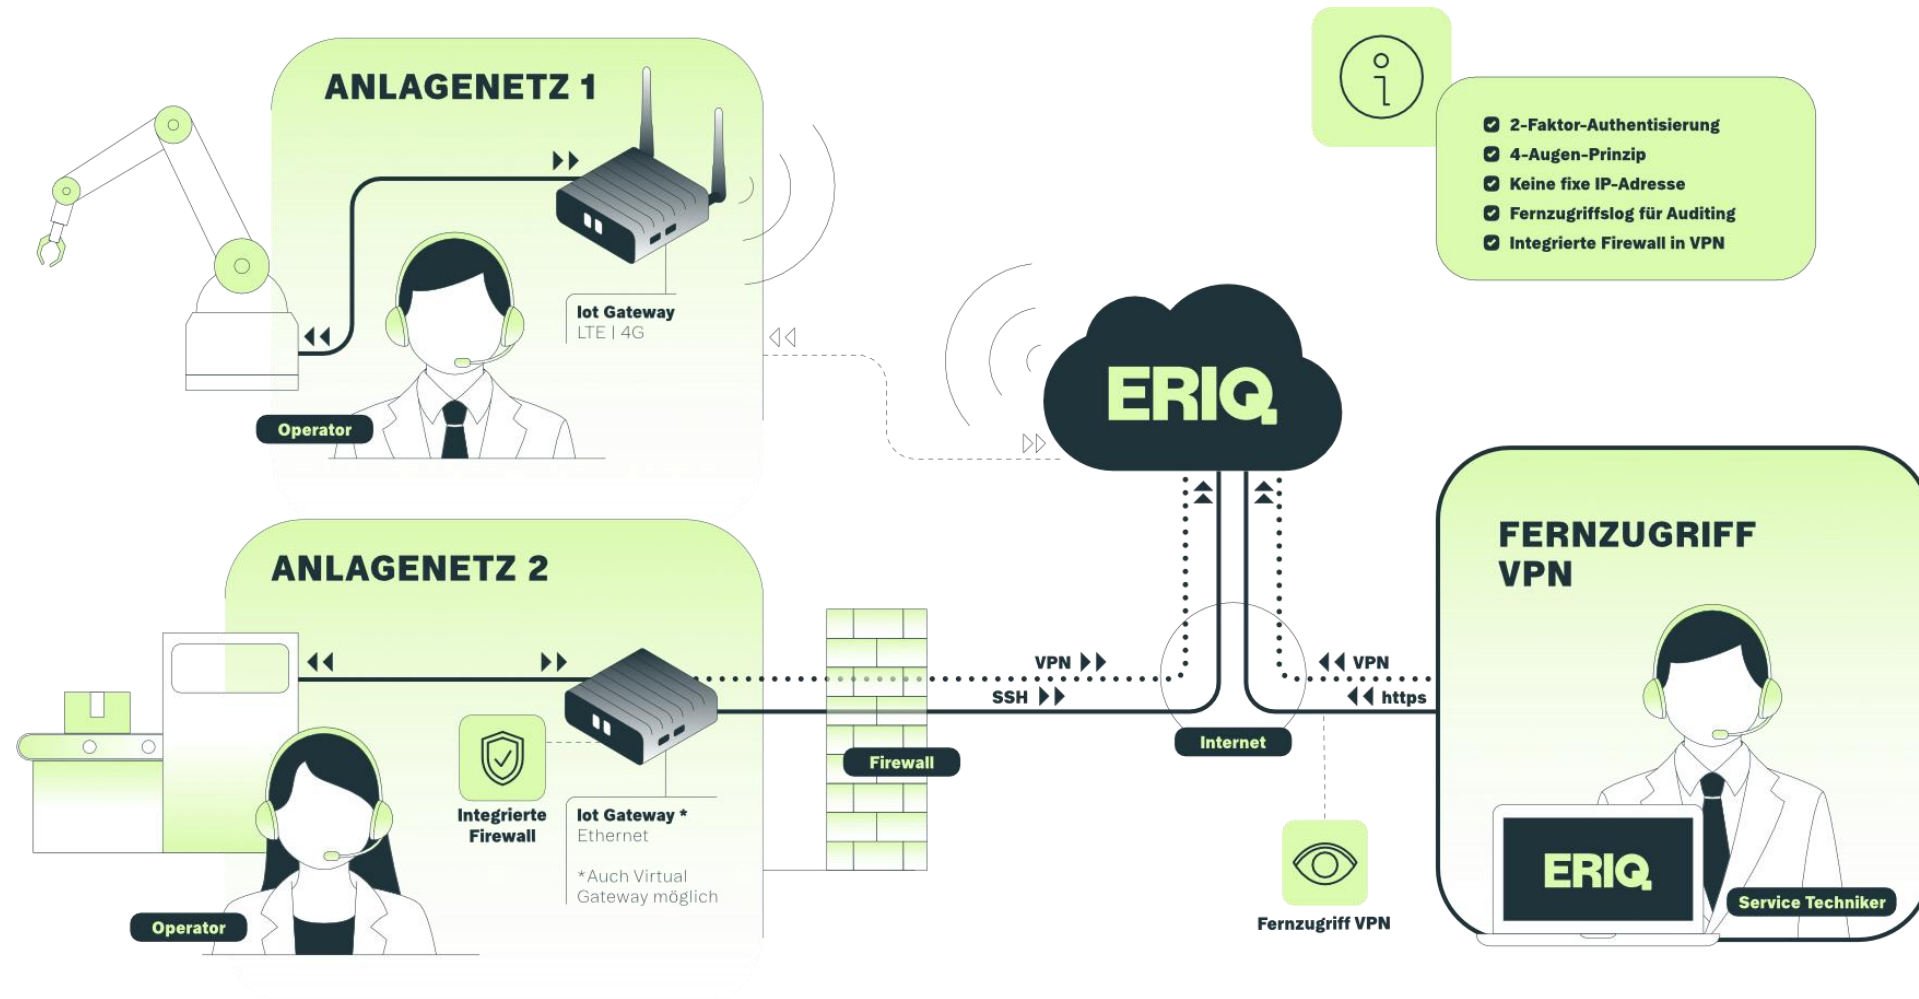 ANLAGENETZ 1
Iot Gateway
LTE | 4G
Operator
2-Faktor-Authentisierung
4-Augen-Prinzip
Keine fixe IP-Adresse
Fernzugriffslog für Auditing
Integrierte Firewall in VPN
ERIQ
ANLAGENETZ 2
Integrierte
Firewall
Iot Gateway *
Ethernet
*Auch Virtual
Gateway möglich
Operator
Firewall
VPN
SSH
Internet
VPN
https
Fernzugriff VPN
FERNZUGRIFF
VPN
ERIQ
Service Techniker